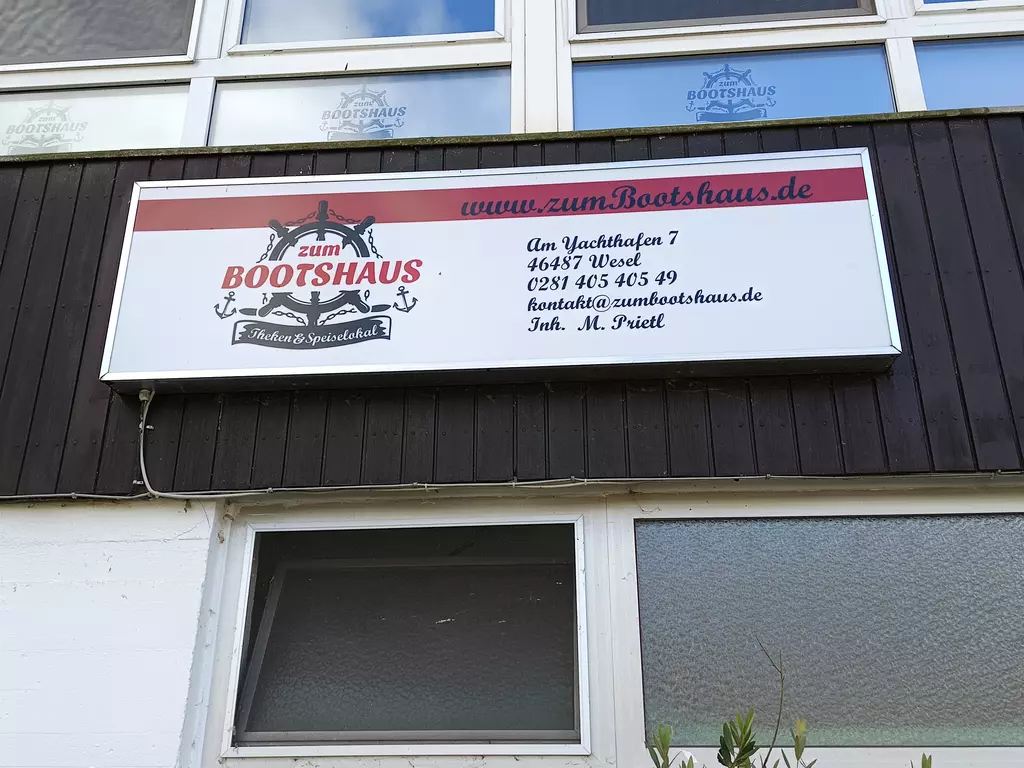 zum
BOOTSHAUS
zum
BOOTSHAUS
zum
BOOTSHAUS
www.zumBootshaus.de
zum
BOOTSHAUS
Theken & Speiselokal
Am Yachthafen 7
46487 Wesel
0281 405 405 49
kontakt@zumbootshaus.de
Inh. M. Prietl